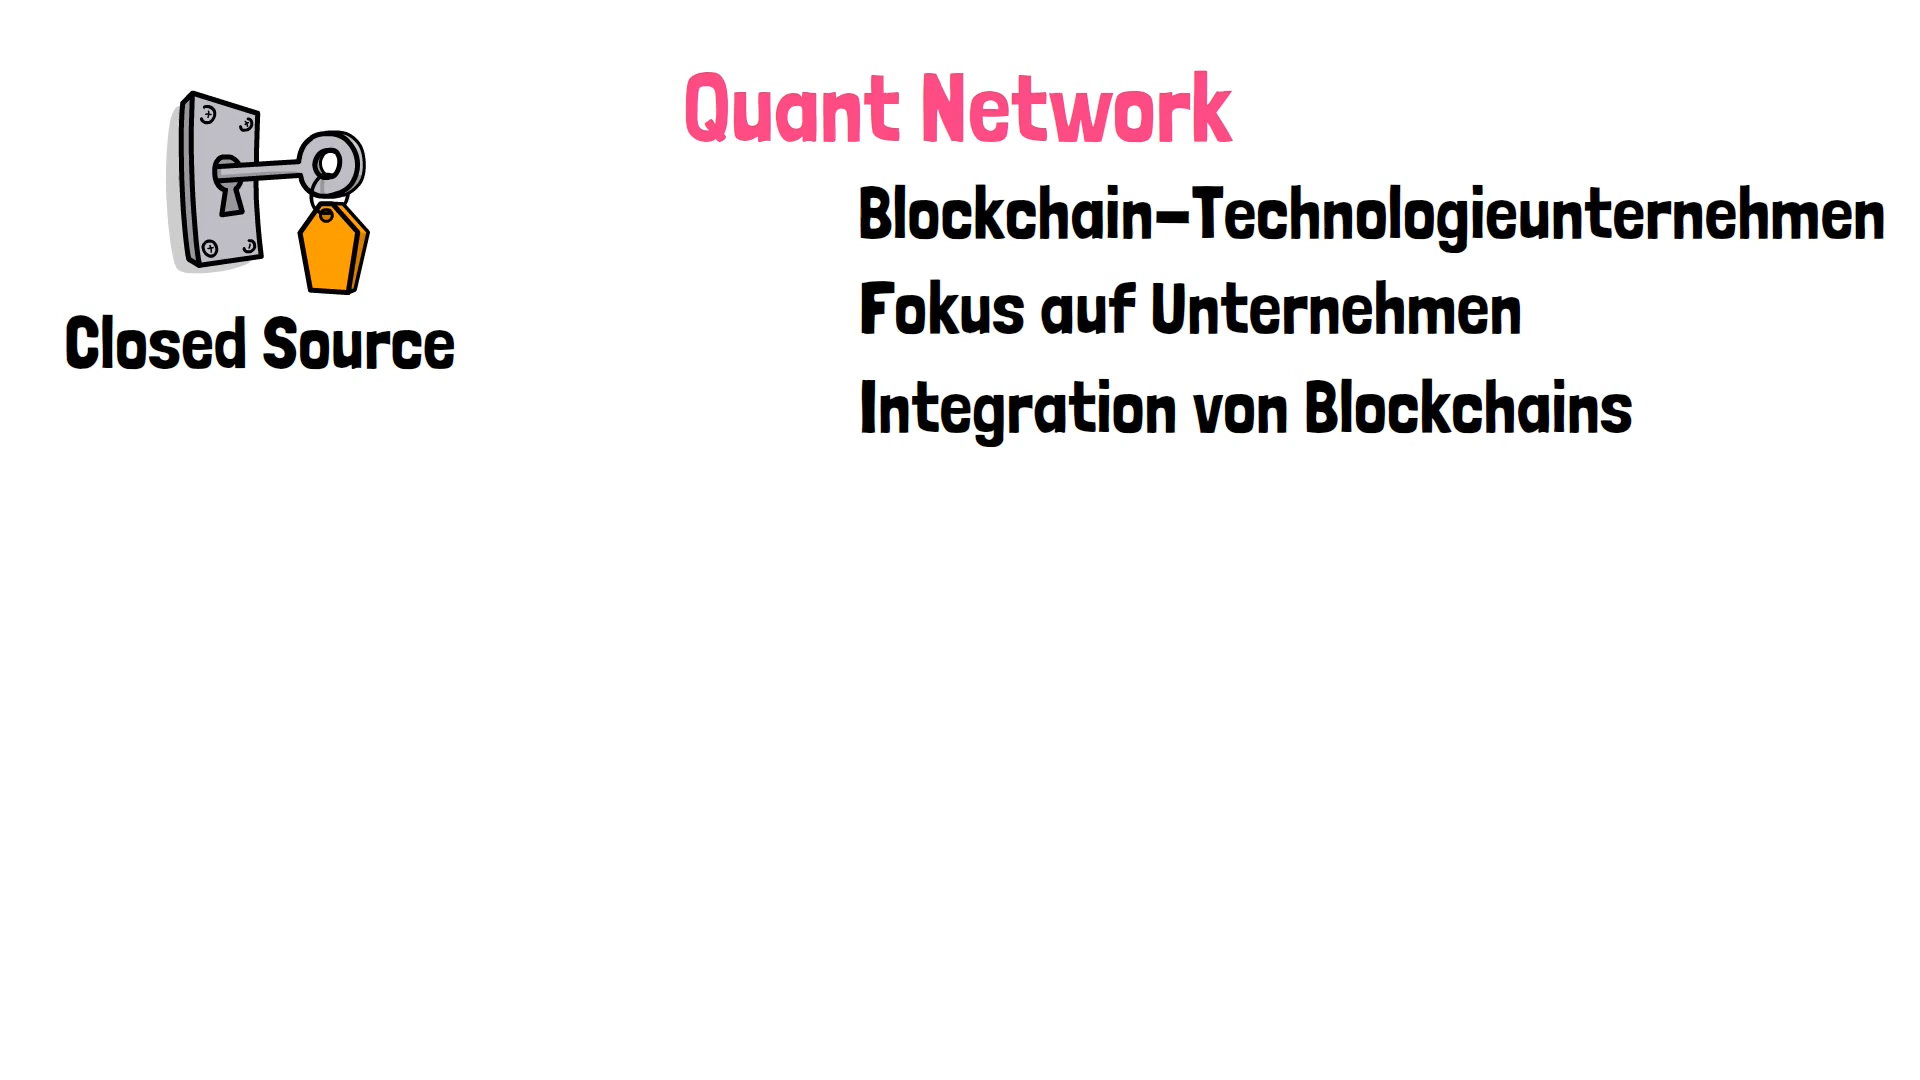 Quant Network
Blockchain-Technologieunternehmen
Fokus auf Unternehmen
Integration von Blockchains
Closed Source